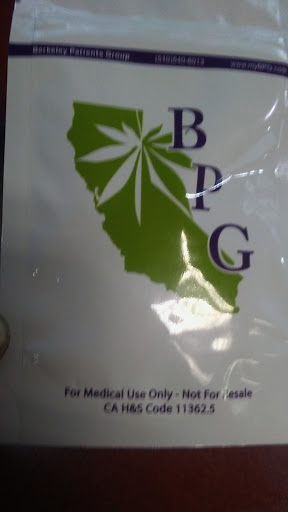 Berkeley Patients Group (510)540-6013 www.myBPG.com
B
P
G
For Medical Use Only - Not For Resale
CA H&S Code 11362.5